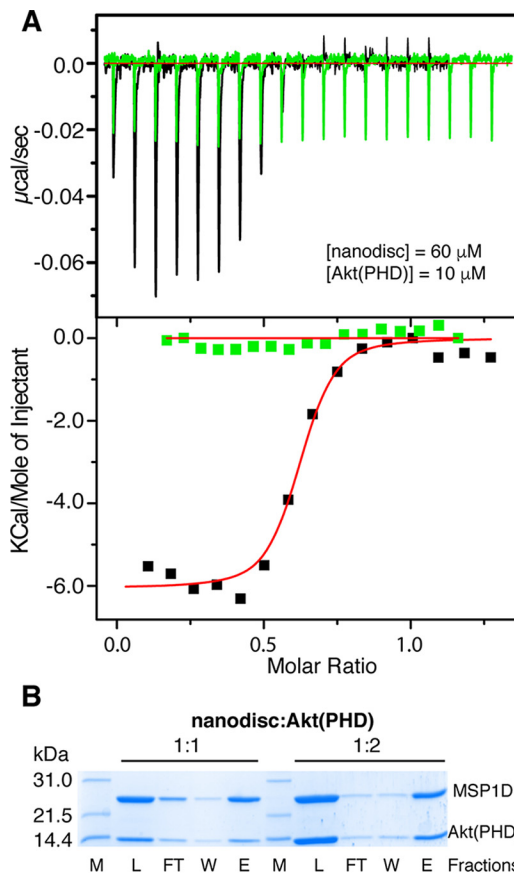 A
0.0
-0.02
-0.04
-0.06
µcal/sec
[nanodisc] = 60 µM
[Akt(PHD)] = 10 µM
0.0
-2.0
-4.0
-6.0
KCal/Mole of Injectant
0.0 0.5 1.0
Molar Ratio
B
nanodisc:Akt(PHD)
kDa 1:1 1:2
31.0 MSP1D
21.5
14.4 Akt(PHD
M L FT W E M L FT W E Fractions